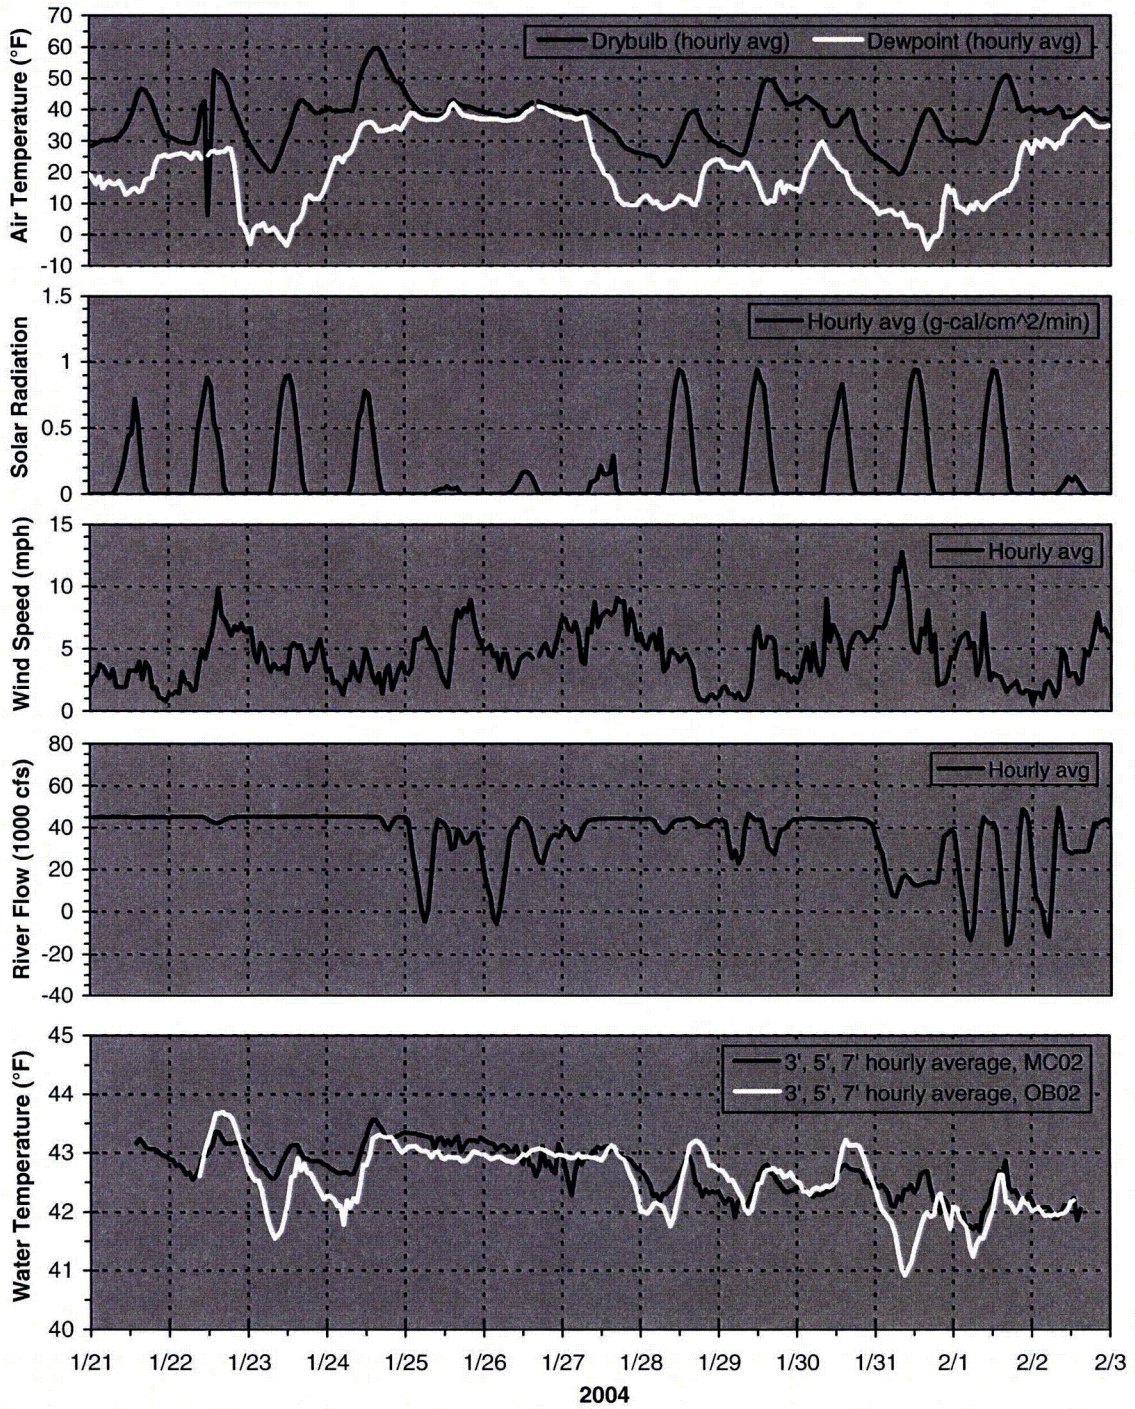 Air Temperature (°F)
70
60
50
40
30
20
10
0
-10
Drybulb (hourly avg)
Dewpoint (hourly avg)
Solar Radiation
1.5
1
0.5
0
Hourly avg (g-cal/cm^2/min)
Wind Speed (mph)
15
10
5
0
Hourly avg
River Flow (1000 cfs)
80
60
40
20
0
-20
-40
Hourly avg
Water Temperature (°F)
45
44
43
42
41
40
3', 5', 7' hourly average, MC02
3', 5', 7' hourly average, OB02
1/21 1/22 1/23 1/24 1/25 1/26 1/27 1/28 1/29 1/30 1/31 2/1 2/2 2/3
2004